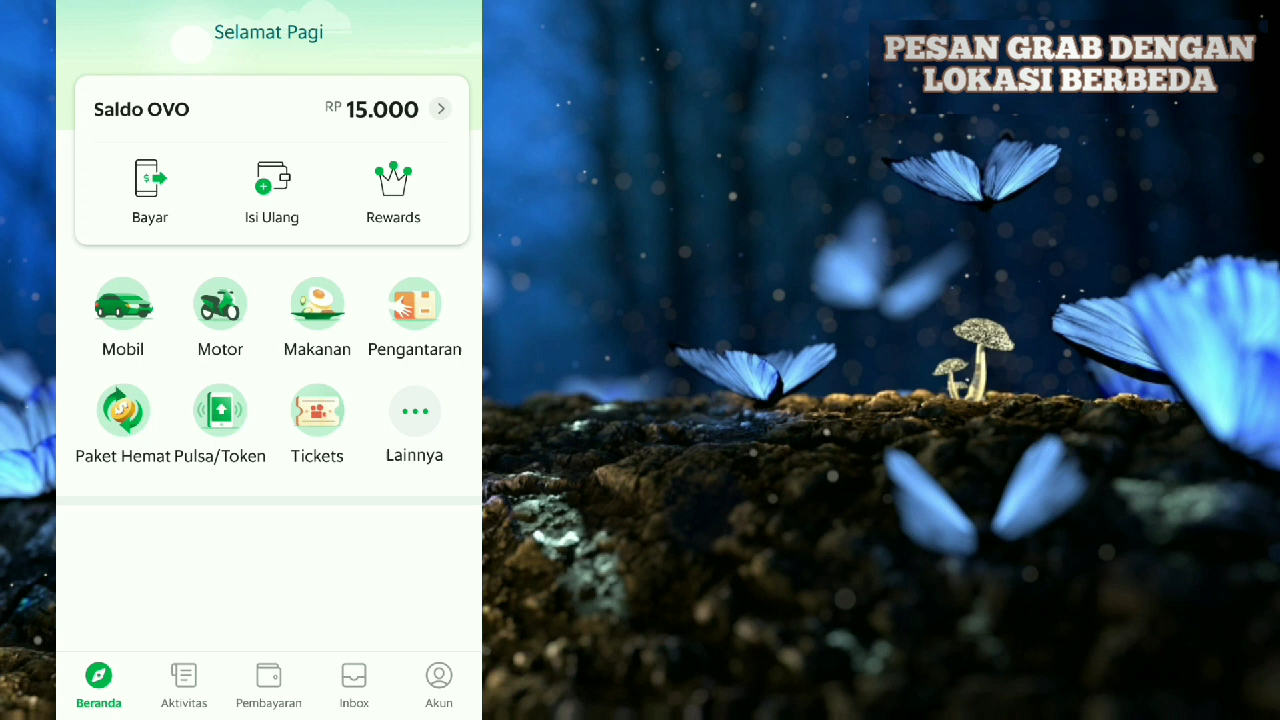 Selamat Pagi
PESAN GRAB DENGAN
LOKASI BERBEDA
Saldo OVO
RP 15.000
Bayar
Isi Ulang
Rewards
Mobil
Motor
Makanan
Pengantaran
Paket Hemat
Pulsa/Token
Tickets
Lainnya
Beranda
Aktivitas
Pembayaran
Inbox
Akun